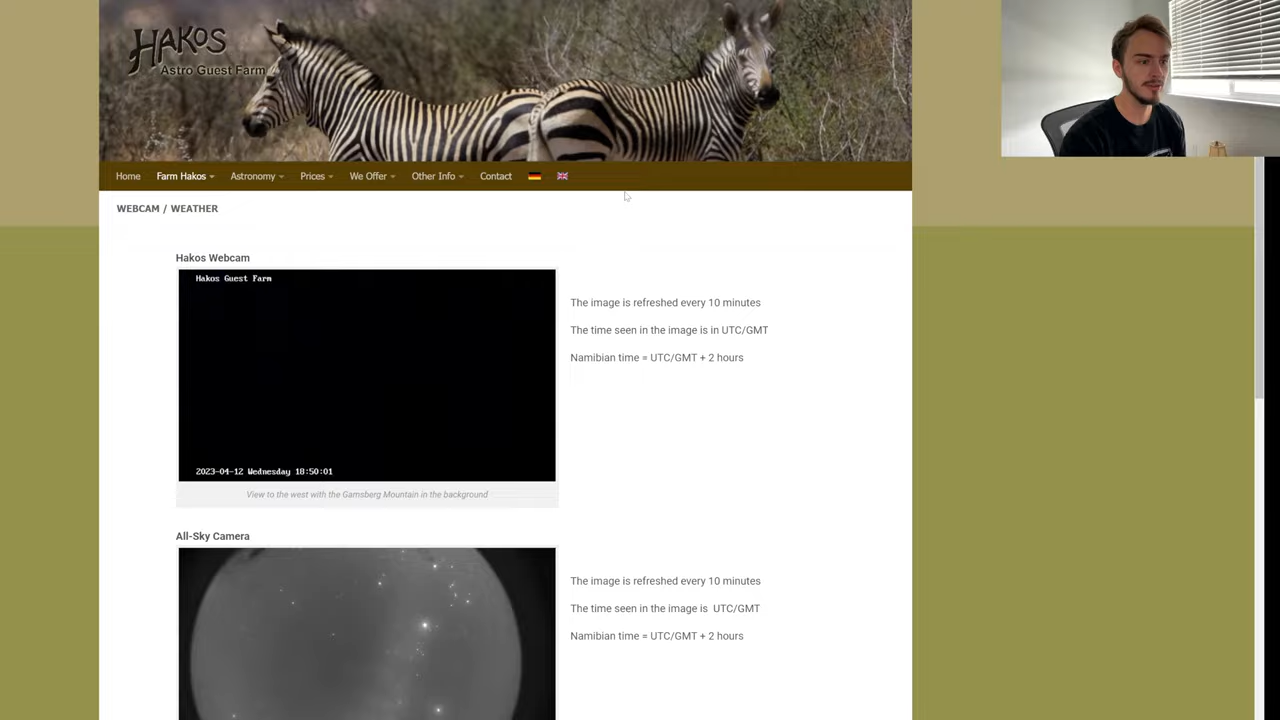 HAKOS
Astro Guest Farm
Home Farm Hakos Astronomy Prices We Offer Other Info Contact
WEBCAM / WEATHER
Hakos Webcam
Hakos Guest Farm
The image is refreshed every 10 minutes
The time seen in the image is in UTC/GMT
Namibian time = UTC/GMT + 2 hours
2023-04-12 Wednesday 18:50:01
View to the west with the Gamsberg Mountain in the background
All-Sky Camera
The image is refreshed every 10 minutes
The time seen in the image is UTC/GMT
Namibian time = UTC/GMT + 2 hours